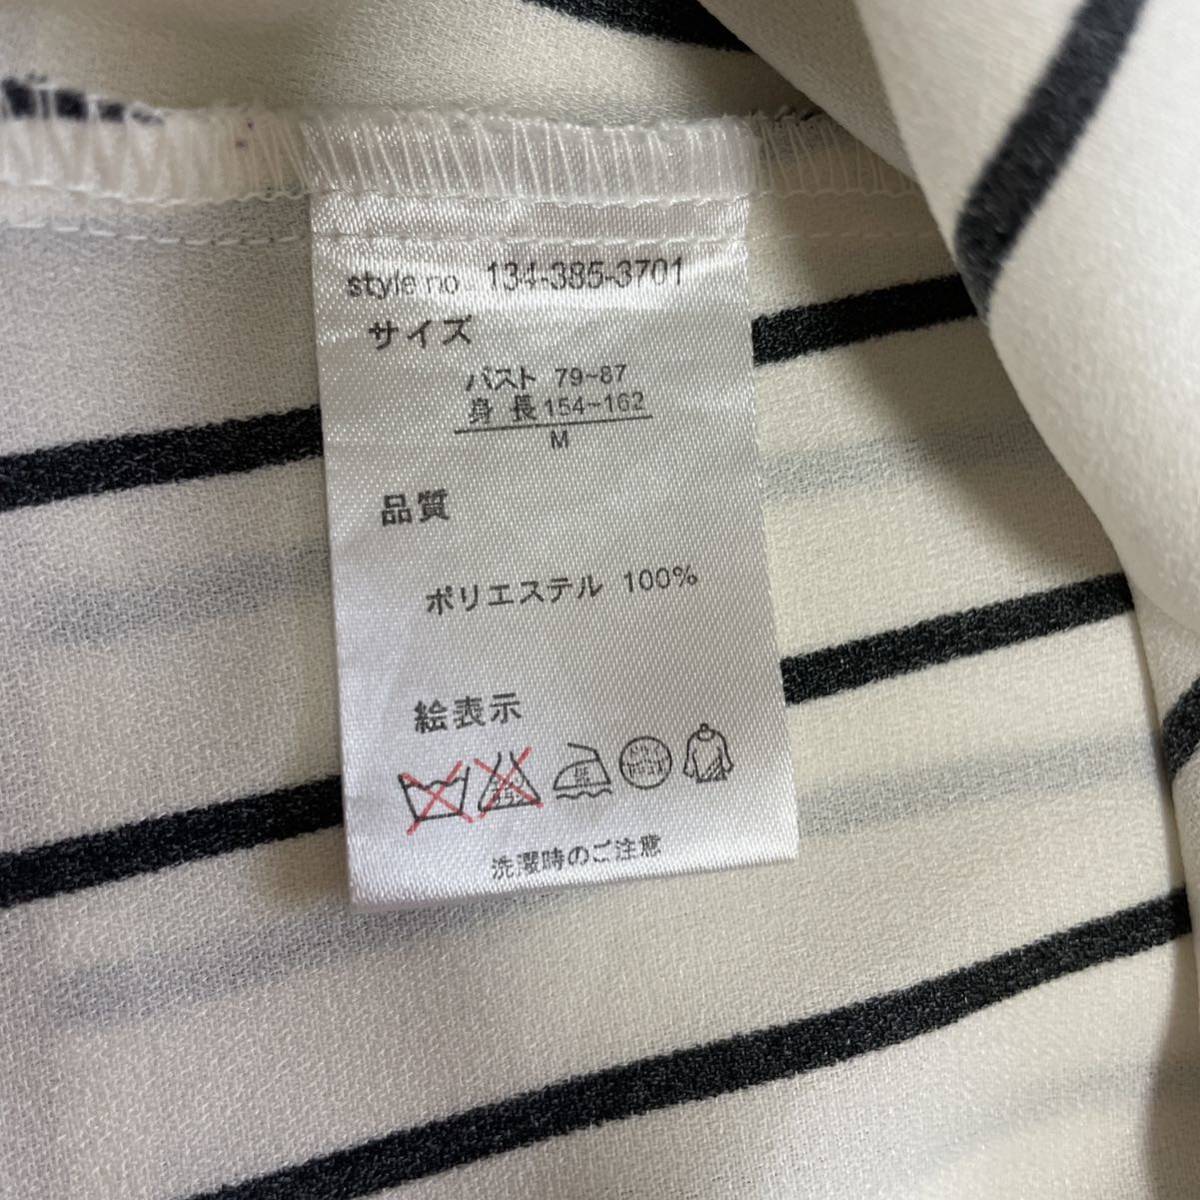 style no 134-385-3701
サイズ
バスト 79~87
身 長 154~162
M
品質
ポリエステル 100%
絵表示
低
洗濯時のご注意